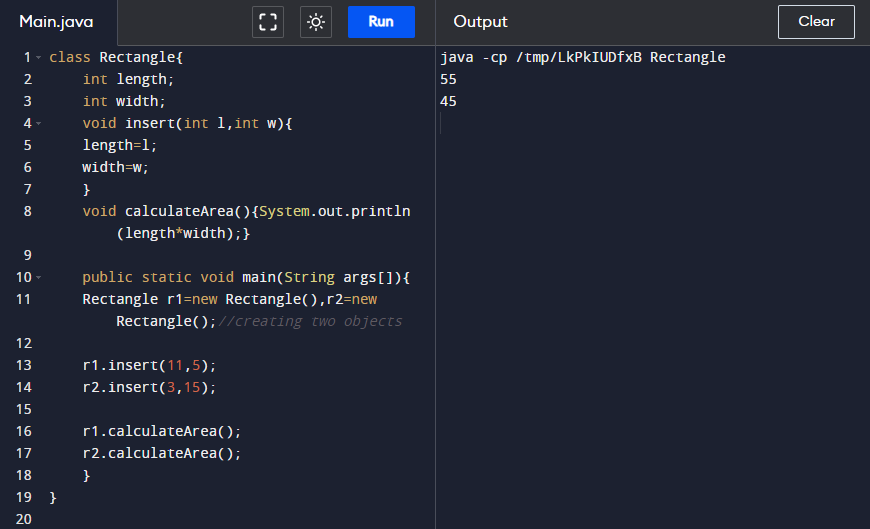 Main.java
Run
Output
Clear
1 class Rectangle{
2     int length;
3     int width;
4     void insert(int l,int w){
5     length=l;
6     width=w;
7     }
8     void calculateArea(){System.out.println
        (length*width);}
9
10     public static void main(String args[]){
11     Rectangle r1=new Rectangle(),r2=new
        Rectangle();//creating two objects
12
13     r1.insert(11,5);
14     r2.insert(3,15);
15
16     r1.calculateArea();
17     r2.calculateArea();
18     }
19 }
20
java -cp /tmp/LkPkIUDfxB Rectangle
55
45